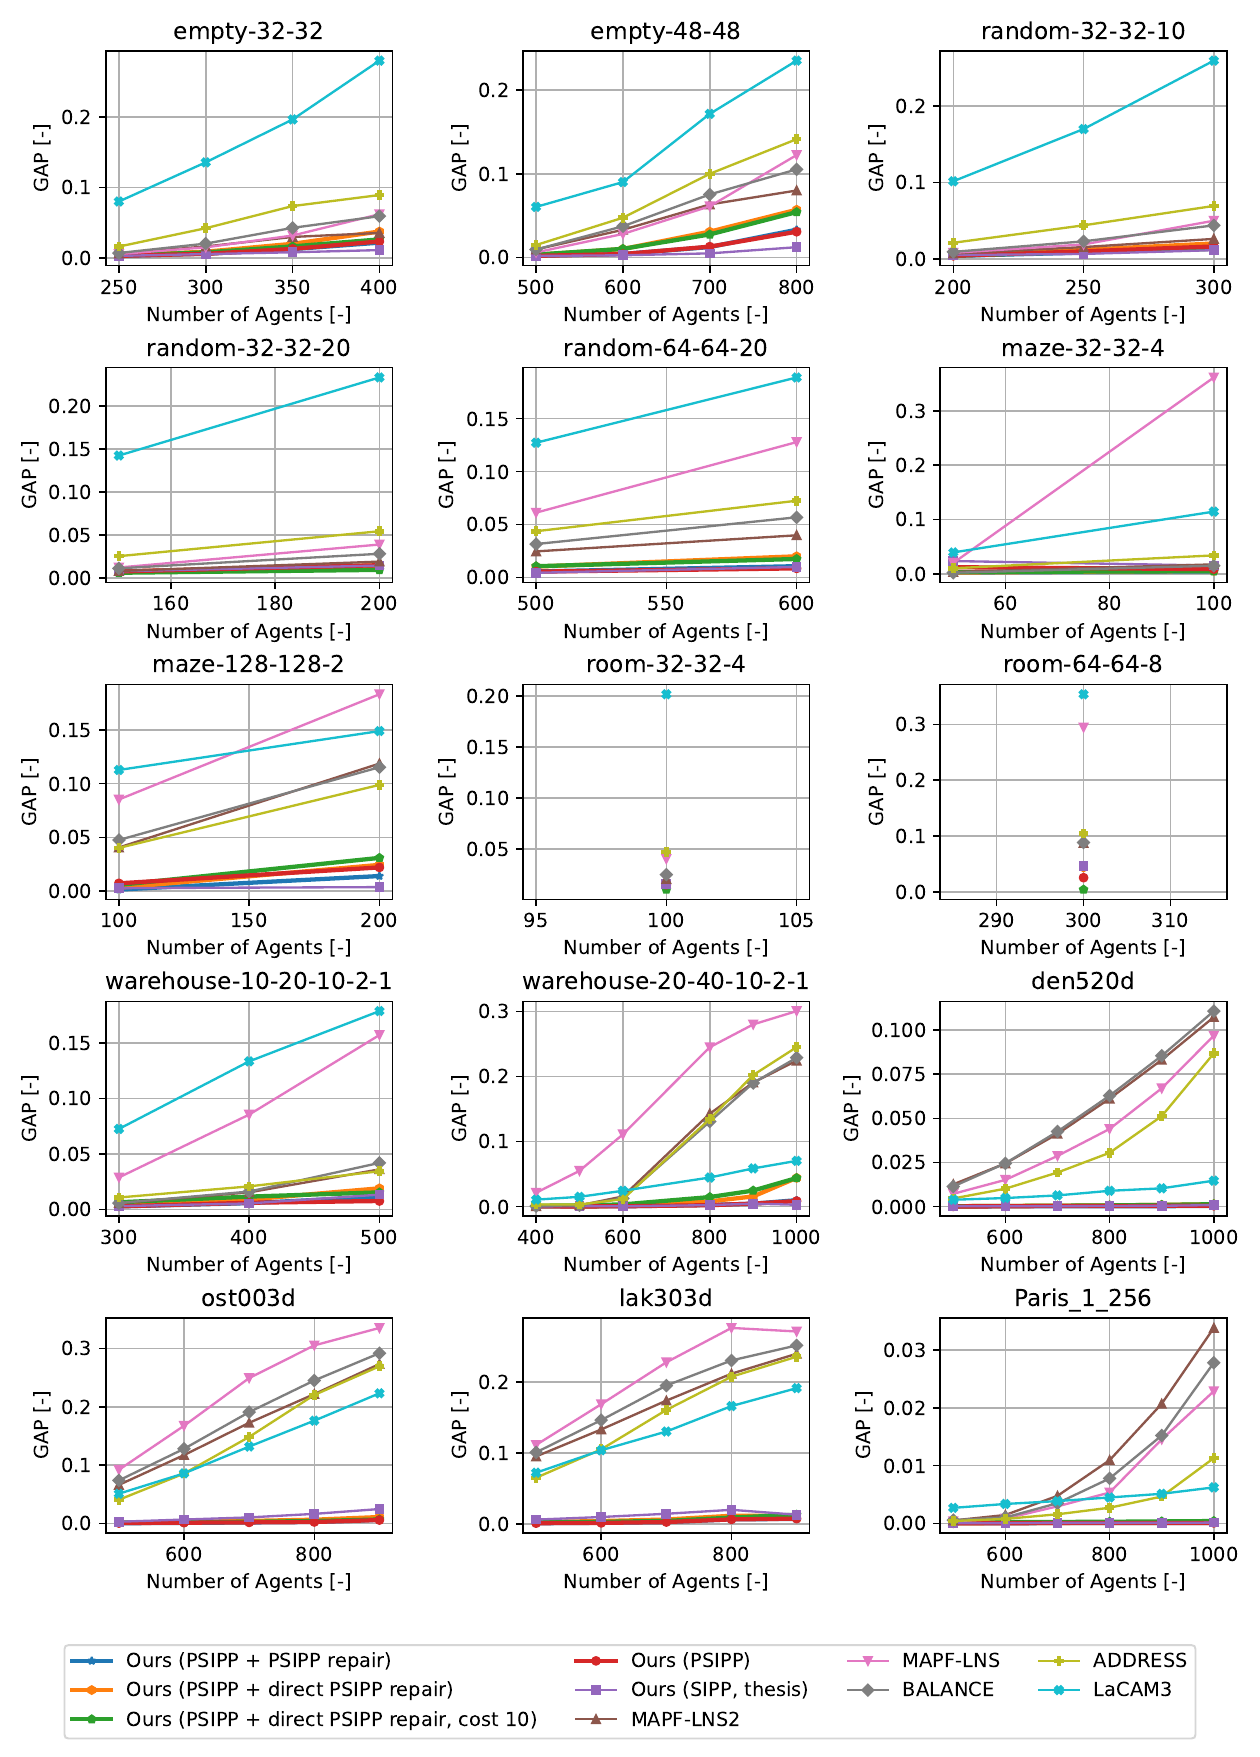 empty-32-32
empty-48-48
random-32-32-10
GAP [-]
0.2
0.1
0.0
250 300 350 400
Number of Agents [-]
GAP [-]
0.2
0.1
0.0
500 600 700 800
Number of Agents [-]
GAP [-]
0.2
0.1
0.0
200 250 300
Number of Agents [-]
random-32-32-20
random-64-64-20
maze-32-32-4
GAP [-]
0.20
0.15
0.10
0.05
0.00
160 180 200
Number of Agents [-]
GAP [-]
0.15
0.10
0.05
0.00
500 550 600
Number of Agents [-]
GAP [-]
0.3
0.2
0.1
0.0
60 80 100
Number of Agents [-]
maze-128-128-2
room-32-32-4
room-64-64-8
GAP [-]
0.15
0.10
0.05
0.00
100 150 200
Number of Agents [-]
GAP [-]
0.20
0.15
0.10
0.05
95 100 105
Number of Agents [-]
GAP [-]
0.3
0.2
0.1
0.0
290 300 310
Number of Agents [-]
warehouse-10-20-10-2-1
warehouse-20-40-10-2-1
den520d
GAP [-]
0.15
0.10
0.05
0.00
300 400 500
Number of Agents [-]
GAP [-]
0.3
0.2
0.1
0.0
400 600 800 1000
Number of Agents [-]
GAP [-]
0.100
0.075
0.050
0.025
0.000
600 800 1000
Number of Agents [-]
ost003d
lak303d
Paris_1_256
GAP [-]
0.3
0.2
0.1
0.0
600 800
Number of Agents [-]
GAP [-]
0.2
0.1
0.0
600 800
Number of Agents [-]
GAP [-]
0.03
0.02
0.01
0.00
600 800 1000
Number of Agents [-]
Ours (PSIPP + PSIPP repair)
Ours (PSIPP + direct PSIPP repair)
Ours (PSIPP + direct PSIPP repair, cost 10)
Ours (PSIPP)
Ours (SIPP, thesis)
MAPF-LNS2
MAPF-LNS
BALANCE
ADDRESS
LaCAM3